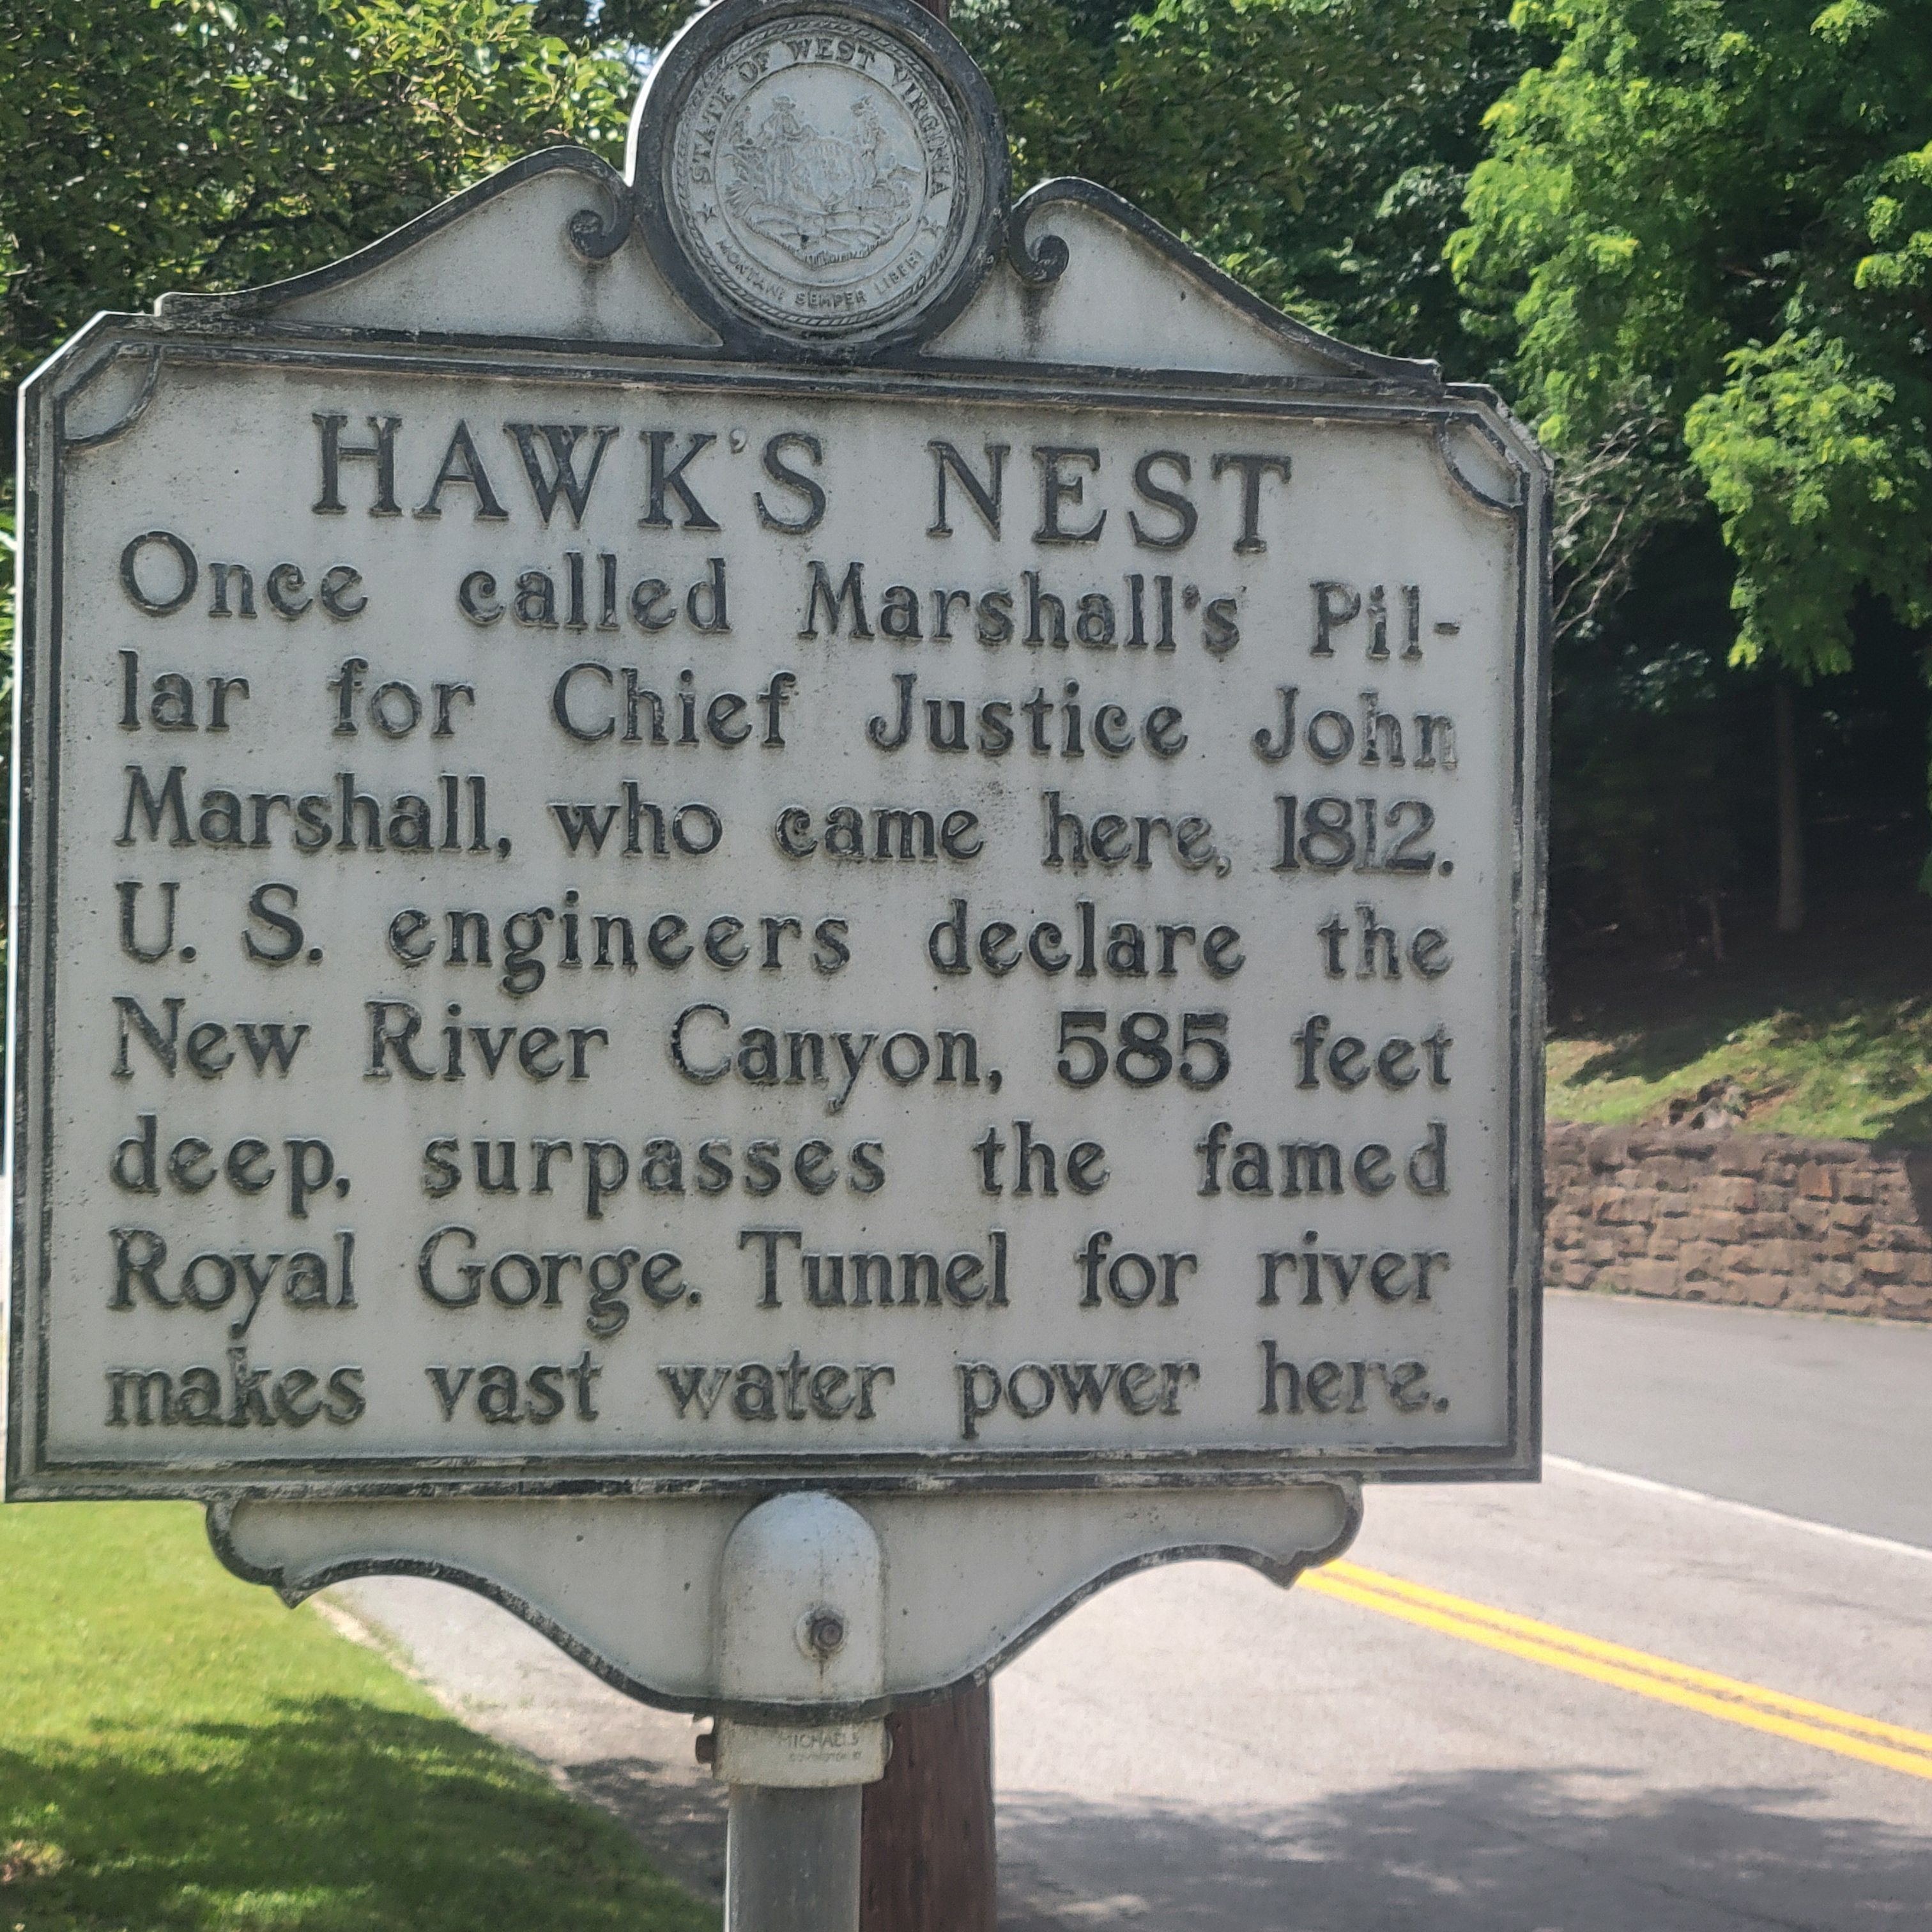 STATE OF WEST VIRGINIA
MONTANI SEMPER LIBERI
HAWK'S NEST
Once called Marshall's Pil-
lar for Chief Justice John
Marshall, who came here, 1812.
U. S. engineers declare the
New River Canyon, 585 feet
deep, surpasses the famed
Royal Gorge. Tunnel for river
makes vast water power here.
MICHAELS